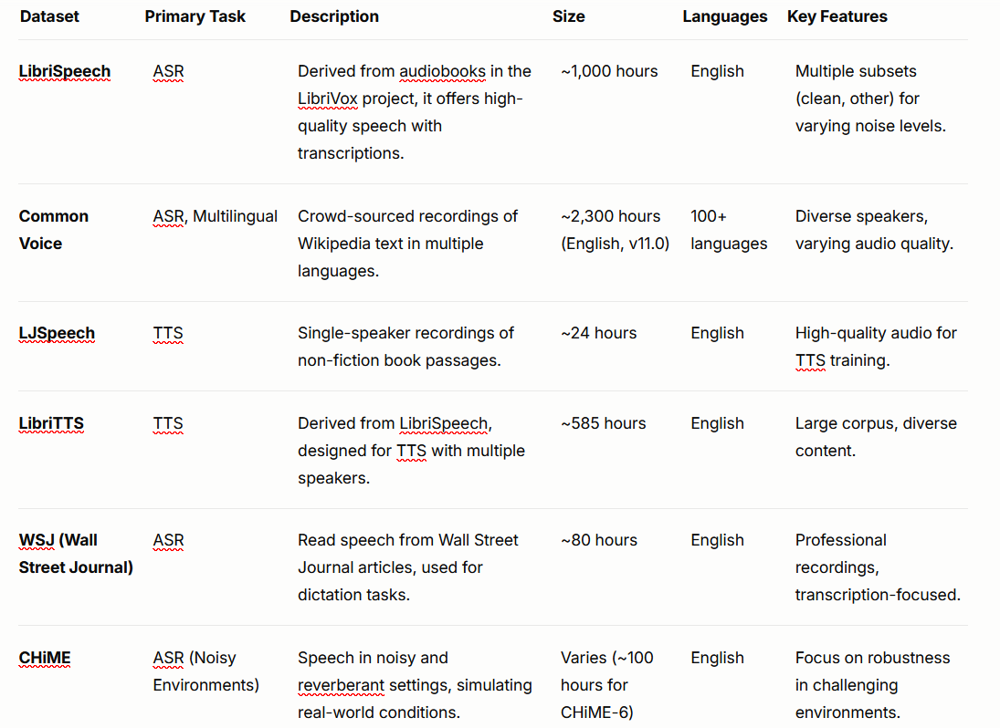 Dataset Primary Task Description Size Languages Key Features
LibriSpeech ASR Derived from audiobooks in the ~1,000 hours English Multiple subsets
LibriVox project, it offers high- (clean, other) for
quality speech with varying noise levels.
transcriptions.
Common ASR, Multilingual Crowd-sourced recordings of ~2,300 hours 100+ Diverse speakers,
Voice Wikipedia text in multiple (English, v11.0) languages varying audio quality.
languages.
LJSpeech TTS Single-speaker recordings of ~24 hours English High-quality audio for
non-fiction book passages. TTS training.
LibriTTS TTS Derived from LibriSpeech, ~585 hours English Large corpus, diverse
designed for TTS with multiple content.
speakers.
WSJ (Wall ASR Read speech from Wall Street ~80 hours English Professional
Street Journal) Journal articles, used for recordings,
dictation tasks. transcription-focused.
CHiME ASR (Noisy Speech in noisy and Varies (~100 English Focus on robustness
Environments) reverberant settings, simulating hours for in challenging
real-world conditions. CHiME-6) environments.